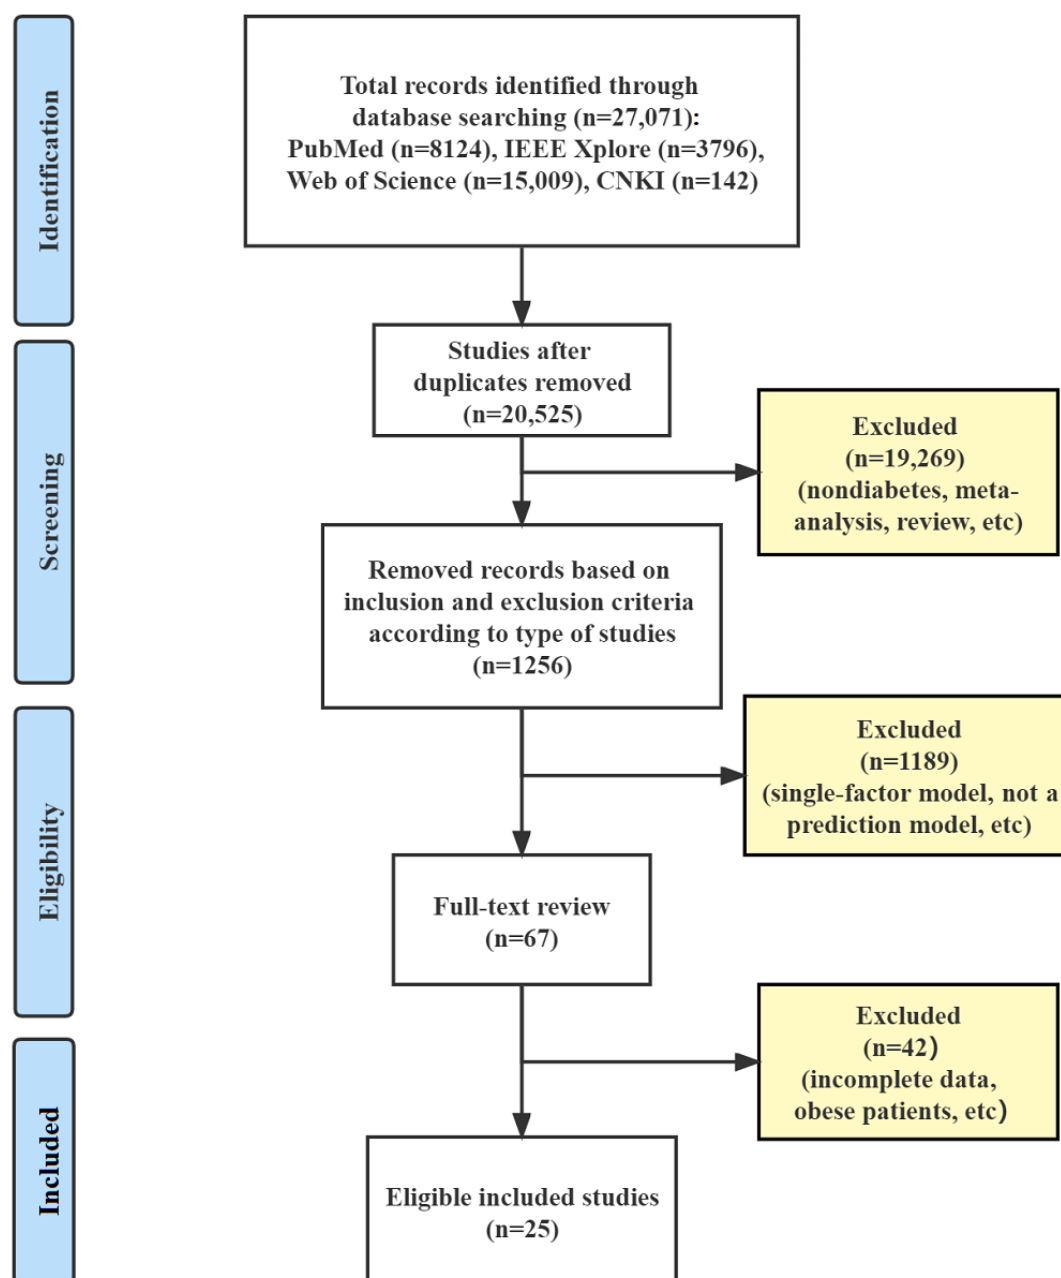 Identification
Total records identified through
database searching (n=27,071):
PubMed (n=8124), IEEE Xplore (n=3796),
Web of Science (n=15,009), CNKI (n=142)
Screening
Studies after
duplicates removed
(n=20,525)
Excluded
(n=19,269)
(nondiabetes, meta-
analysis, review, etc)
Removed records based on
inclusion and exclusion criteria
according to type of studies
(n=1256)
Eligibility
Excluded
(n=1189)
(single-factor model, not a
prediction model, etc)
Full-text review
(n=67)
Included
Excluded
(n=42)
(incomplete data,
obese patients, etc)
Eligible included studies
(n=25)